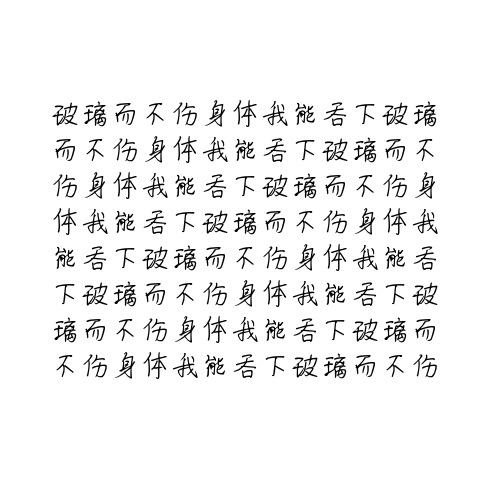 玻璃而不伤身体我能吞下玻璃
而不伤身体我能吞下玻璃而不
伤身体我能吞下玻璃而不伤身
体我能吞下玻璃而不伤身体我
能吞下玻璃而不伤身体我能吞
下玻璃而不伤身体我能吞下玻
璃而不伤身体我能吞下玻璃而
不伤身体我能吞下玻璃而不伤